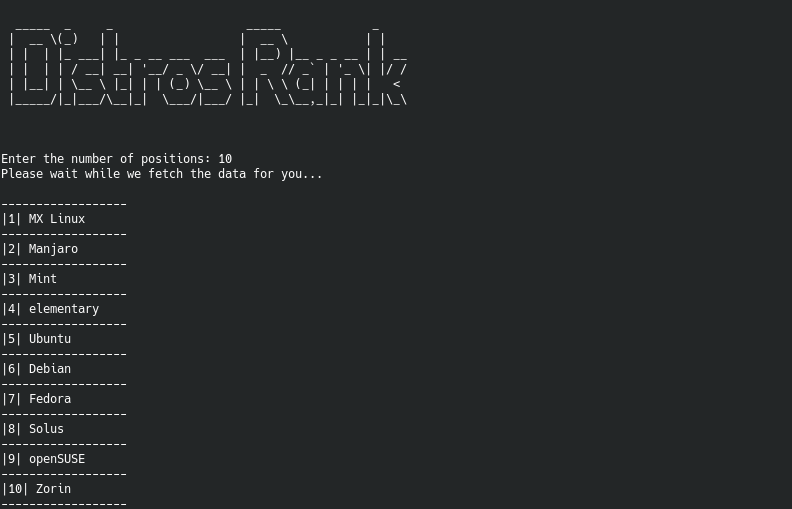 DistrosRank
Enter the number of positions: 10
Please wait while we fetch the data for you...
------------------
|1| MX Linux
------------------
|2| Manjaro
------------------
|3| Mint
------------------
|4| elementary
------------------
|5| Ubuntu
------------------
|6| Debian
------------------
|7| Fedora
------------------
|8| Solus
------------------
|9| openSUSE
------------------
|10| Zorin
------------------